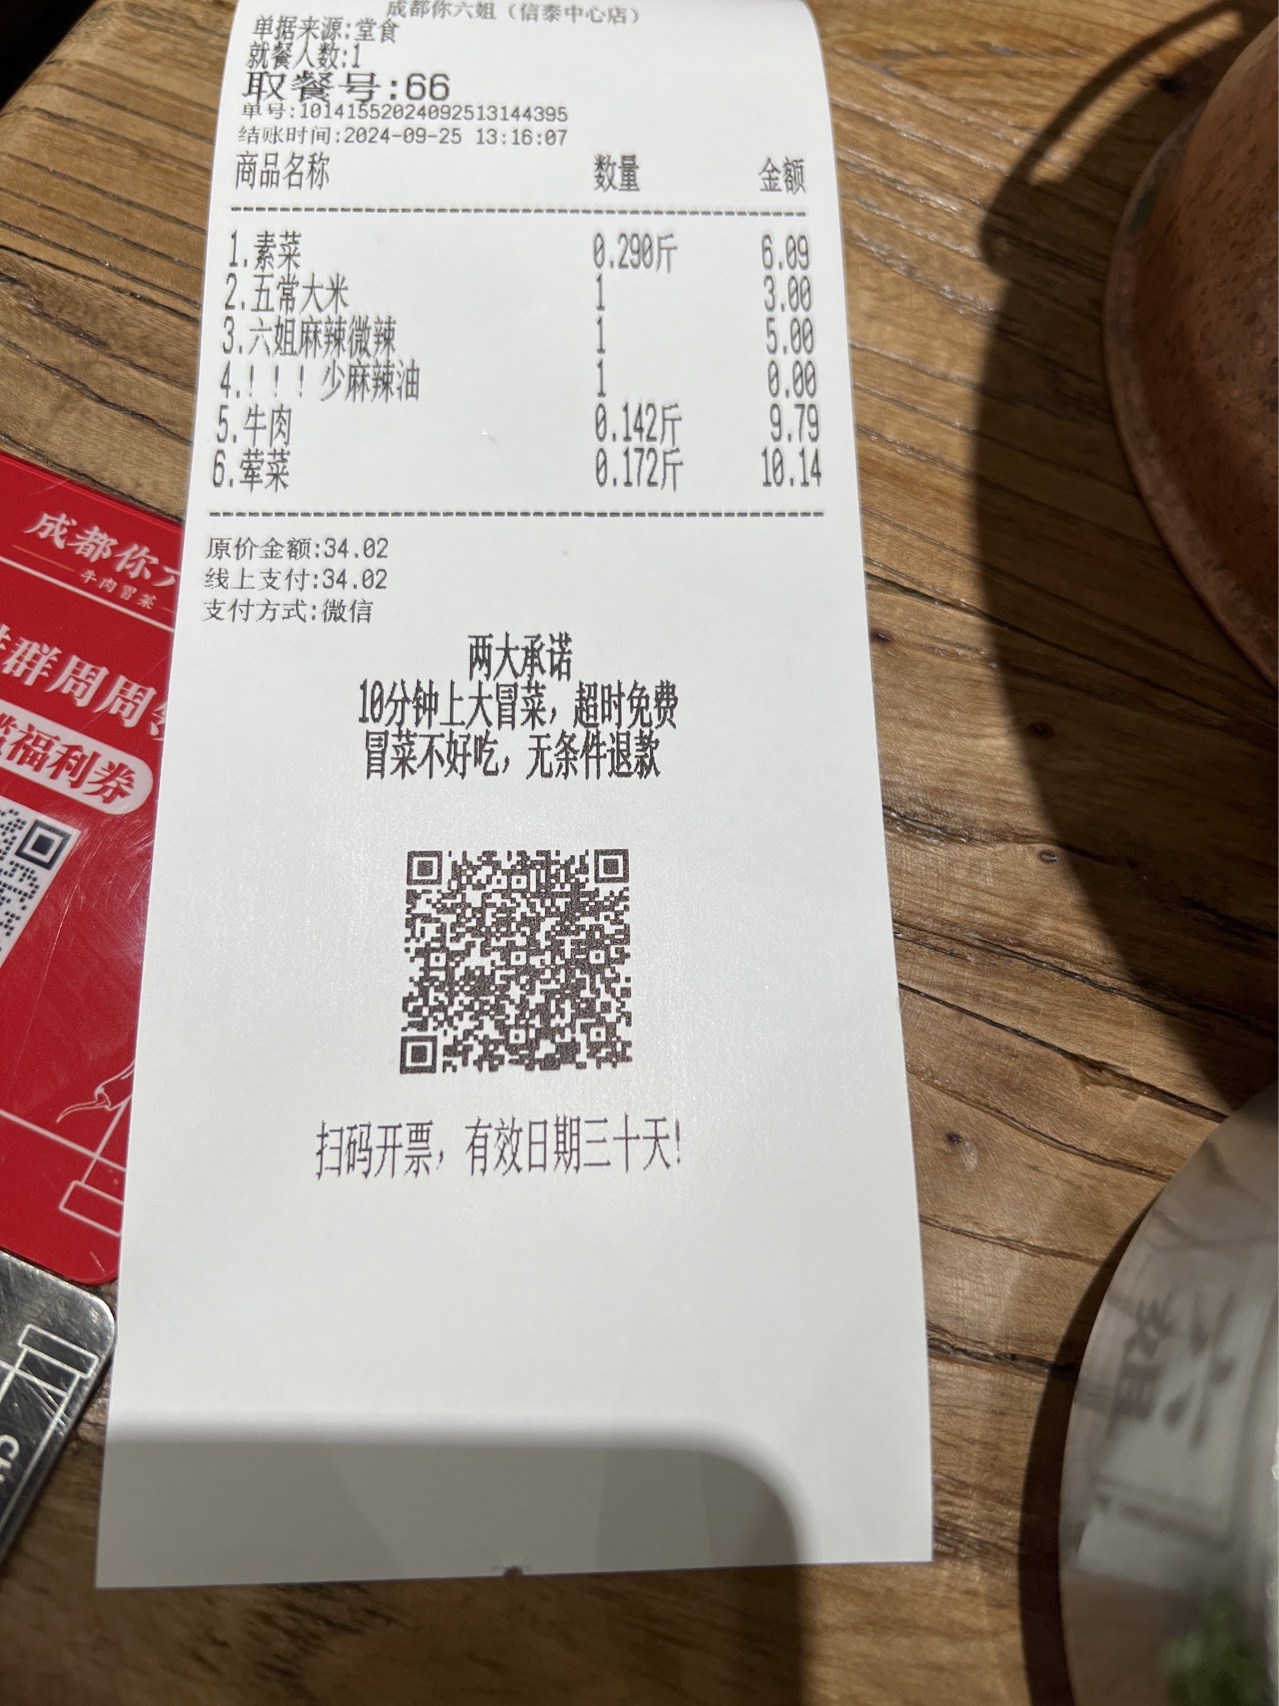 成都你六姐（信泰中心店）
单据来源:堂食
就餐人数:1
取餐号:66
单号:10141552024092513144395
结账时间:2024-09-25 13:16:07
商品名称 数量 金额
1.素菜 0.290斤 6.09
2.五常大米 1 3.00
3.六姐麻辣微辣 1 5.00
4.！！！少麻辣油 1 0.00
5.牛肉 0.142斤 9.79
6.荤菜 0.172斤 10.14
原价金额:34.02
线上支付:34.02
支付方式:微信
两大承诺
10分钟上大冒菜，超时免费
冒菜不好吃，无条件退款
扫码开票，有效日期三十天!
成都你
牛肉冒菜
群周周
福利券